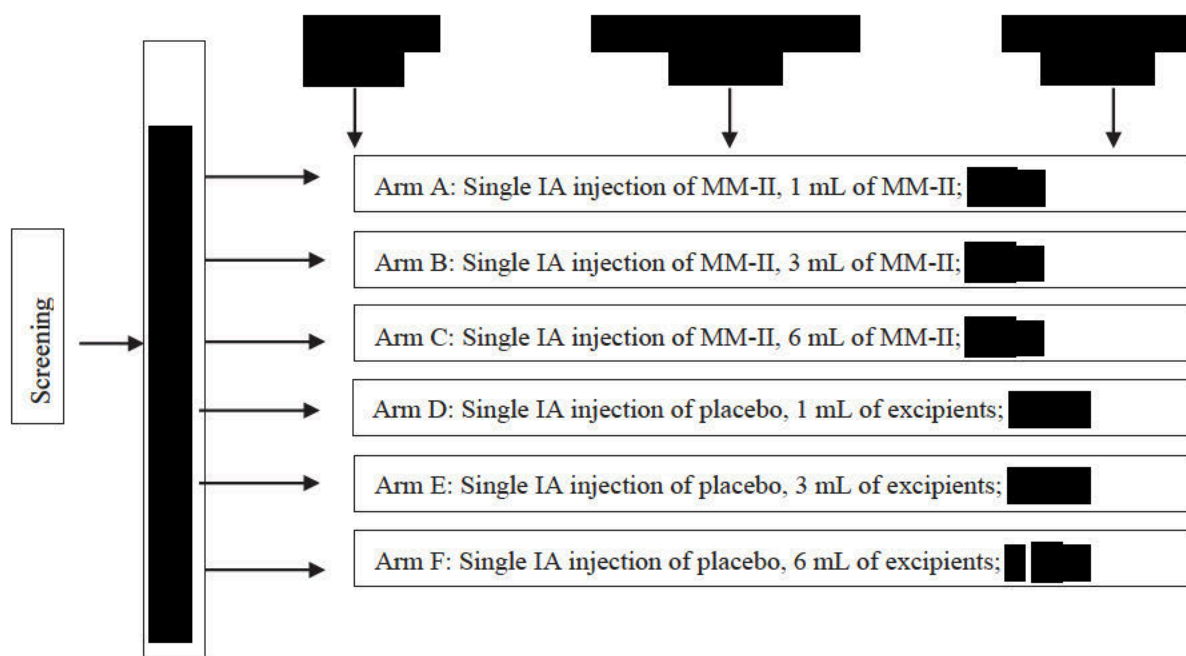 Screening
Arm A: Single IA injection of MM-II, 1 mL of MM-II;
Arm B: Single IA injection of MM-II, 3 mL of MM-II;
Arm C: Single IA injection of MM-II, 6 mL of MM-II;
Arm D: Single IA injection of placebo, 1 mL of excipients;
Arm E: Single IA injection of placebo, 3 mL of excipients;
Arm F: Single IA injection of placebo, 6 mL of excipients;